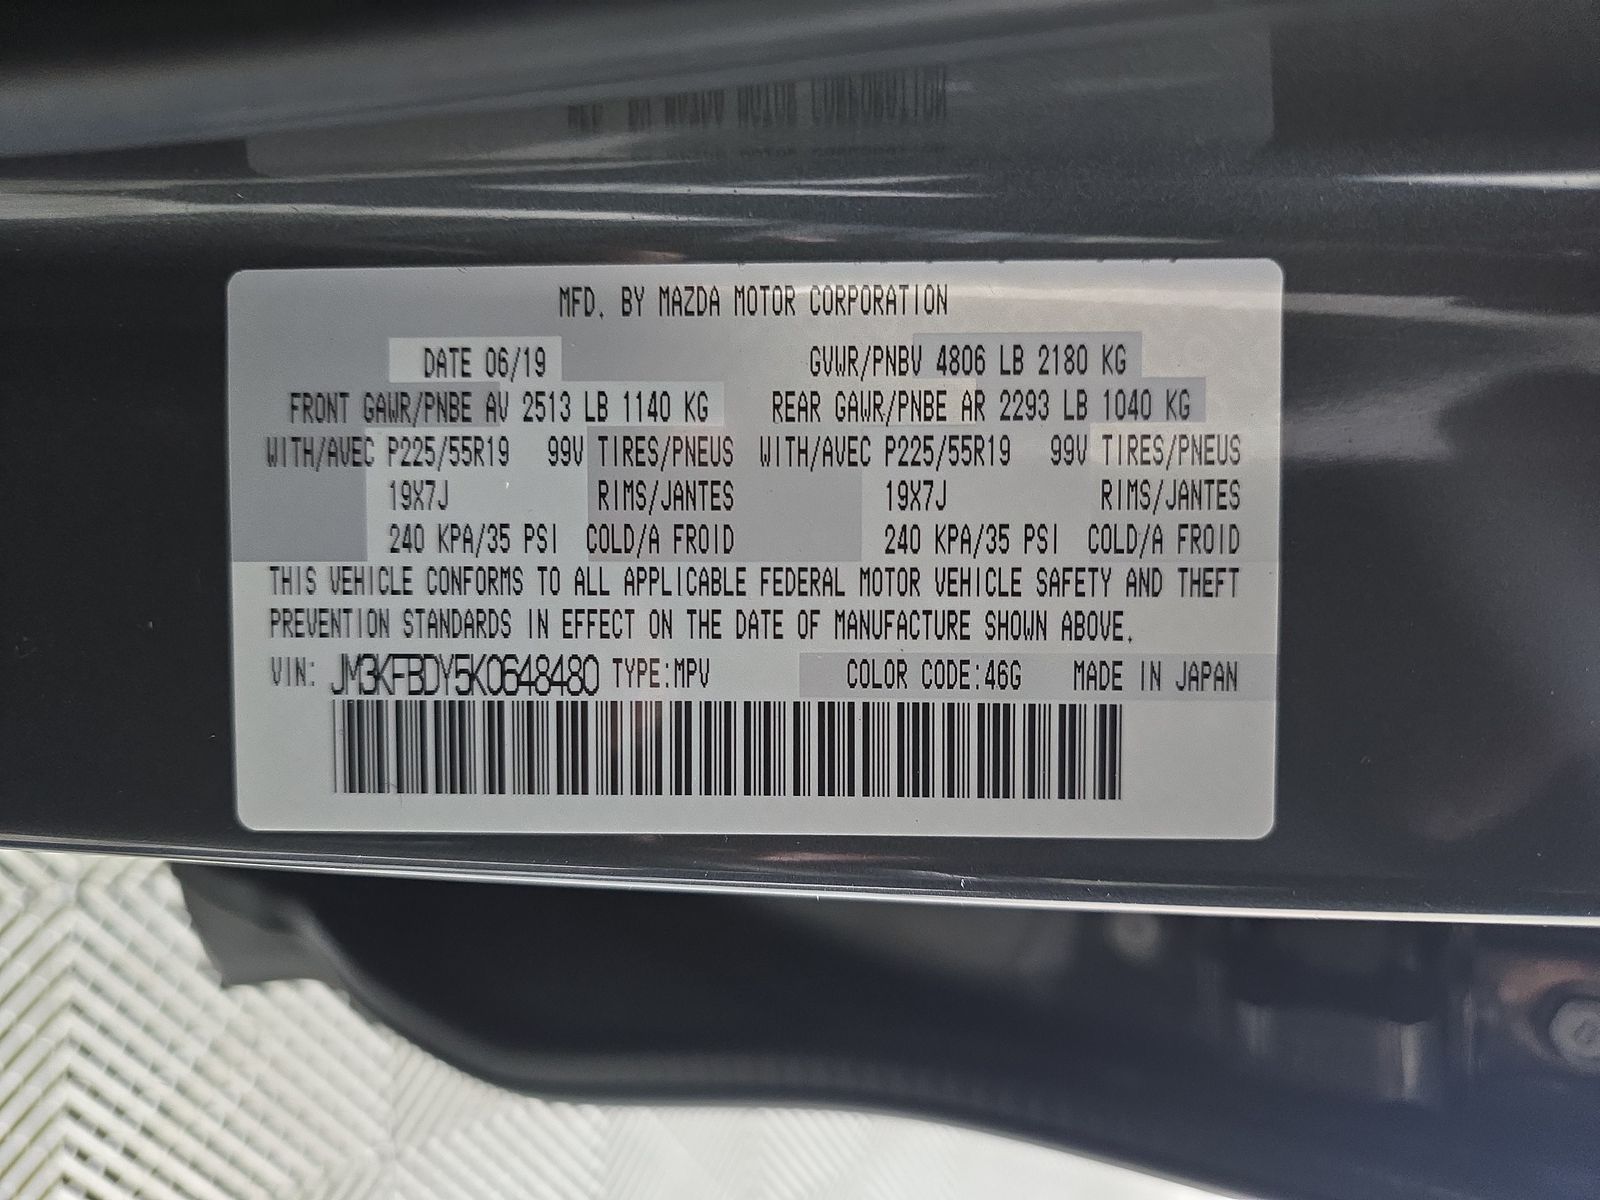 MFD. BY MAZDA MOTOR CORPORATION
DATE 06/19 GVWR/PNBV 4806 LB 2180 KG
FRONT GAWR/PNBE AV 2513 LB 1140 KG REAR GAWR/PNBE AR 2293 LB 1040 KG
WITH/AVEC P225/55R19 99V TIRES/PNEUS WITH/AVEC P225/55R19 99V TIRES/PNEUS
19X7J RIMS/JANTES 19X7J RIMS/JANTES
240 KPA/35 PSI COLD/A FROID 240 KPA/35 PSI COLD/A FROID
THIS VEHICLE CONFORMS TO ALL APPLICABLE FEDERAL MOTOR VEHICLE SAFETY AND THEFT
PREVENTION STANDARDS IN EFFECT ON THE DATE OF MANUFACTURE SHOWN ABOVE.
VIN: JM3KFBDY5K0648480 TYPE:MPV COLOR CODE:46G MADE IN JAPAN